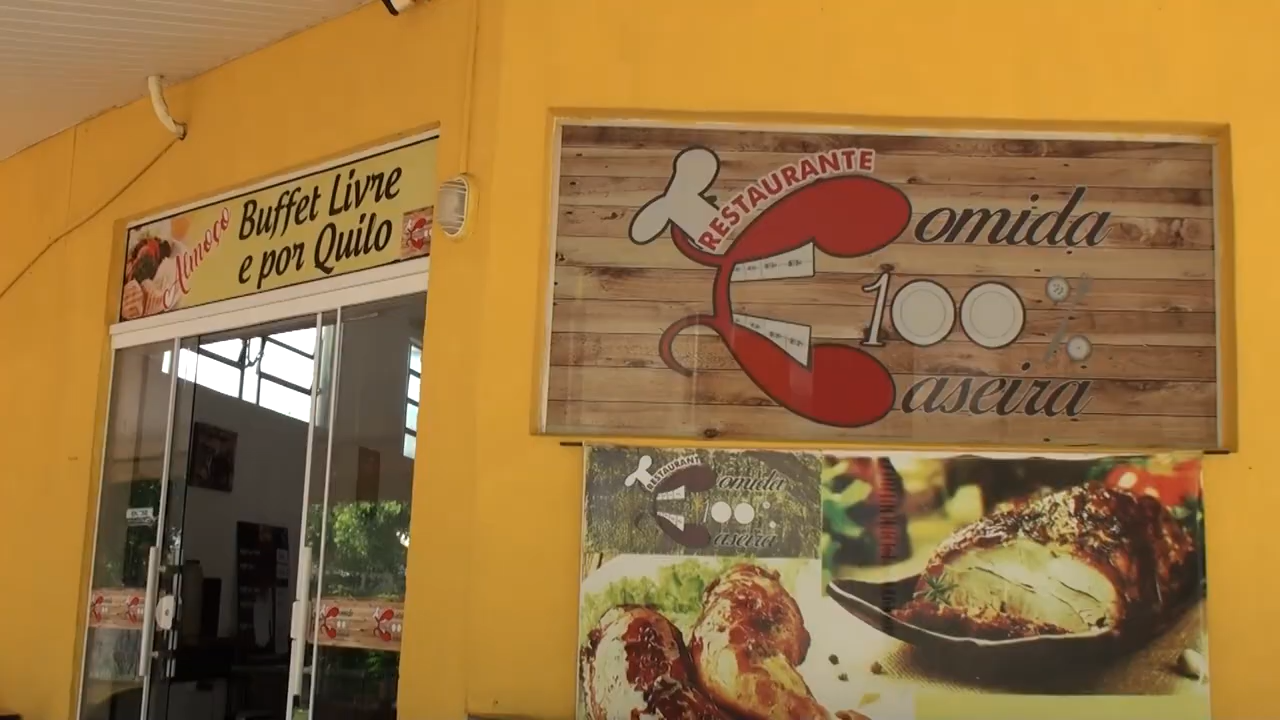 Almoço
Buffet Livre
e por Quilo
RESTAURANTE
Comida
100%
Caseira
RESTAURANTE
Comida
100%
Caseira